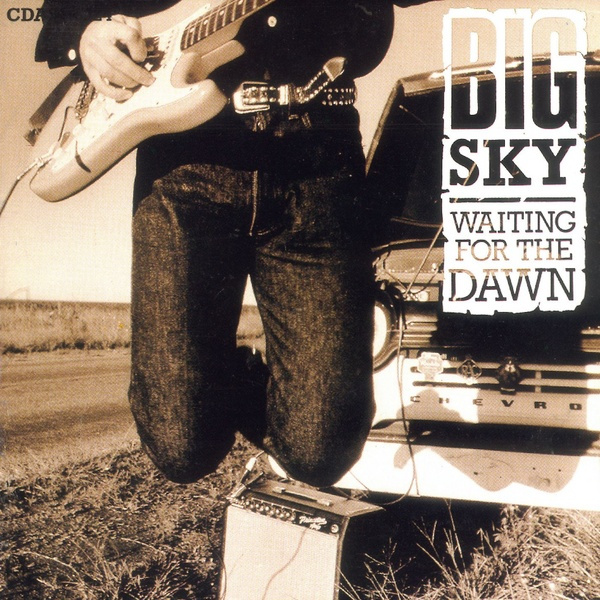 BIG
SKY
WAITING
FOR THE
DAWN
CHEVRO